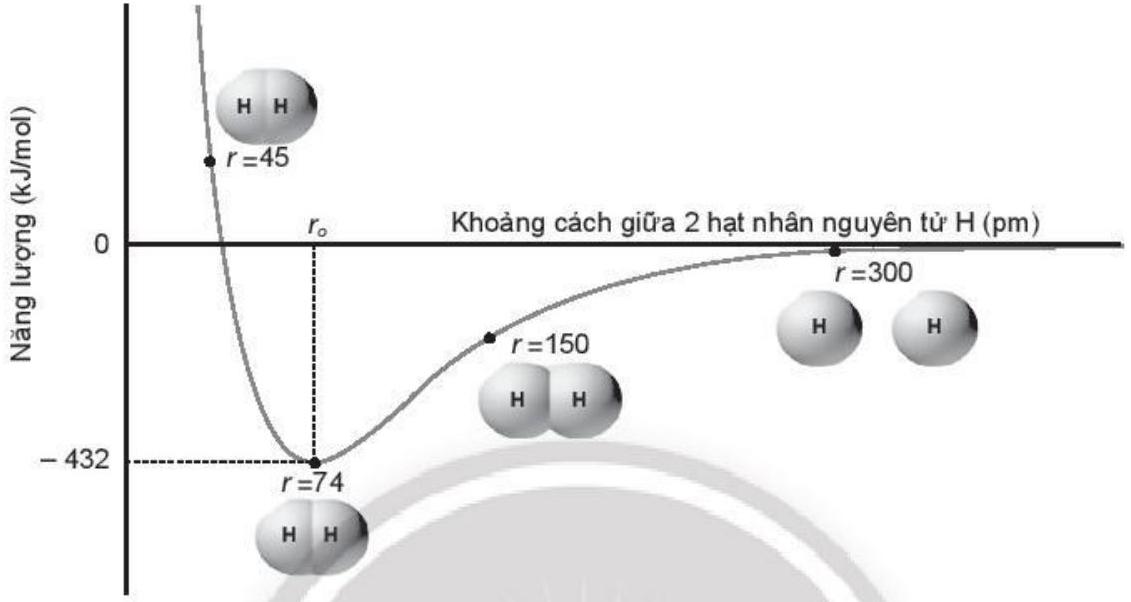 Năng lượng (kJ/mol)
H H
r=45
r₀
Khoảng cách giữa 2 hạt nhân nguyên tử H (pm)
0
r=300
H H
r=150
H H
– 432
r=74
H H